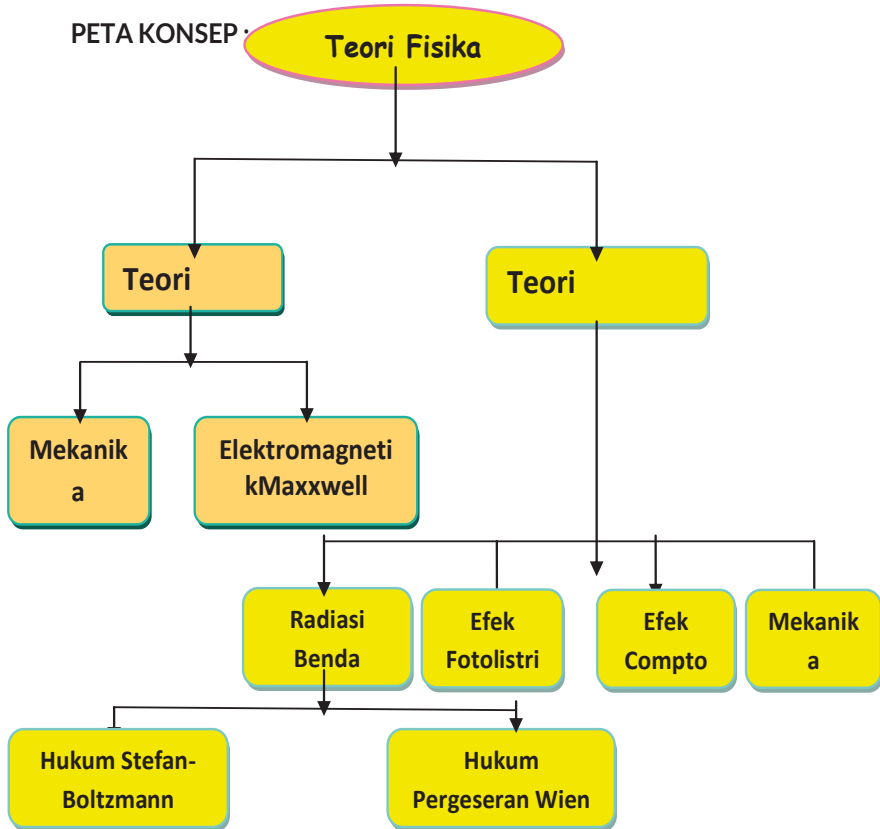 PETA KONSEP :
Teori Fisika
Teori
Teori
Mekanik
a
Elektromagneti
kMaxxwell
Radiasi
Benda
Efek
Fotolistri
Efek
Compto
Mekanik
a
Hukum Stefan-
Boltzmann
Hukum
Pergeseran Wien